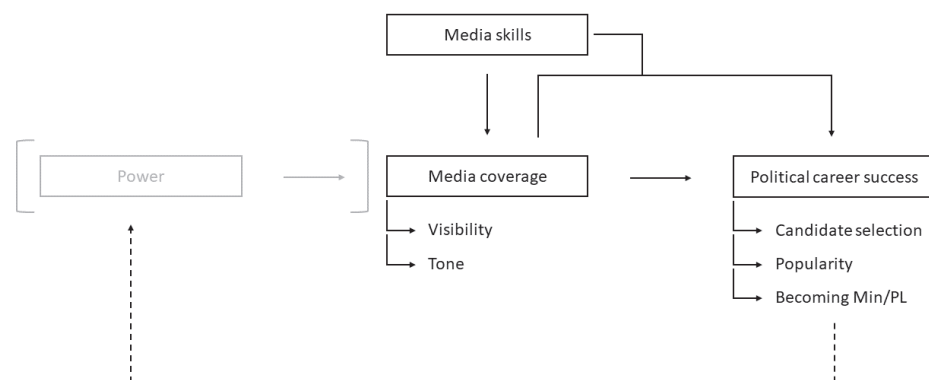 Media skills
Power
Media coverage
Political career success
Visibility
Candidate selection
Tone
Popularity
Becoming Min/PL